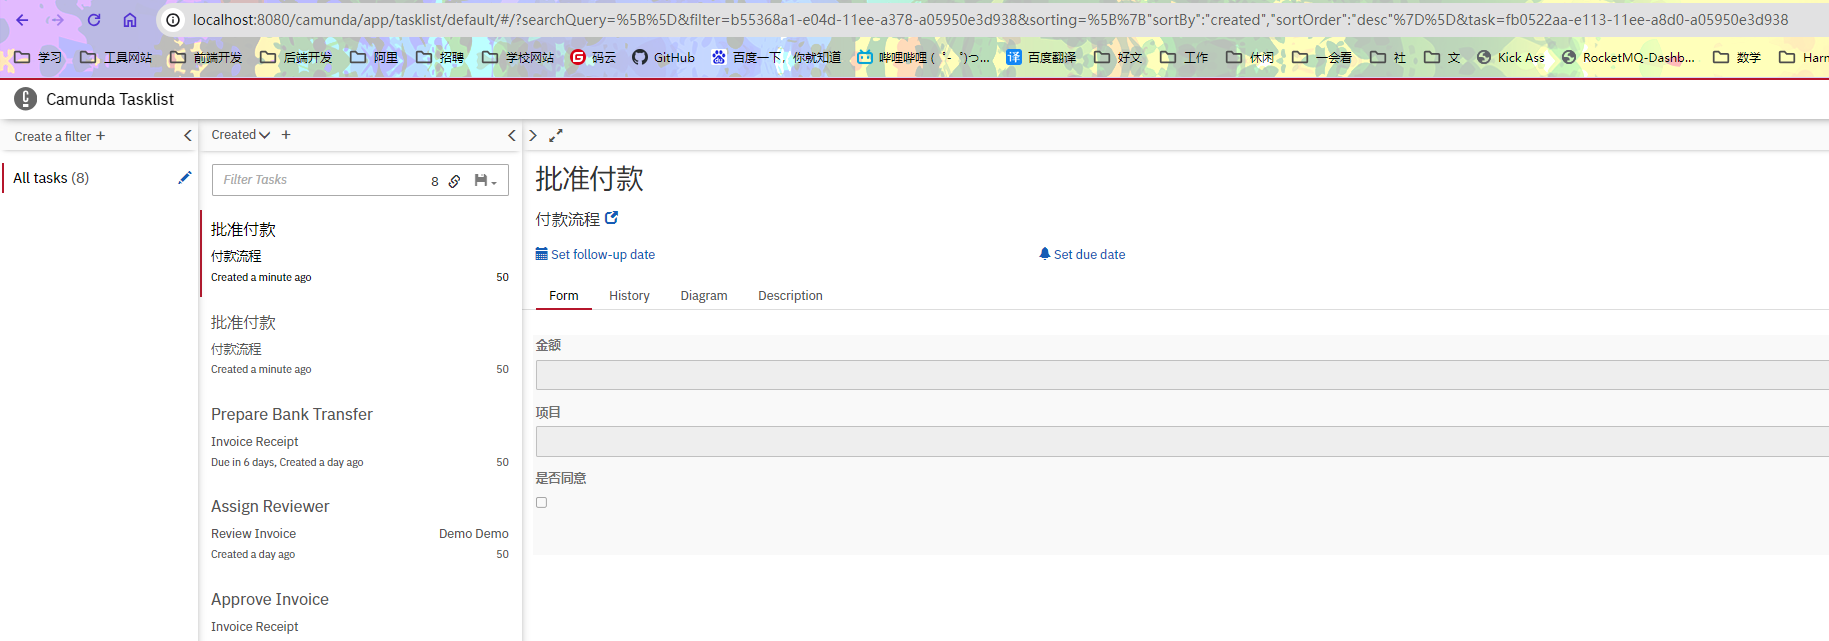 localhost:8080/camunda/app/tasklist/default/#/?searchQuery=%5B%5D&filter=b55368a1-e04d-11ee-a378-a05950e3d938&sorting=%5B%7B"sortBy":"created","sortOrder":"desc"%7D%5D&task=fb0522aa-e113-11ee-a8d0-a05950e3d938
学习 工具网站 前端开发 后端开发 阿里 招聘 学校网站 码云 GitHub 百度一下，你就知道 哔哩哔哩 ( ゜- ゜)つ... 译 百度翻译 好文 工作 休闲 一会看 社 文 Kick Ass RocketMQ-Dashb... 数学 Harm
Camunda Tasklist
Create a filter +
All tasks (8)
Created +
Filter Tasks 8
批准付款
付款流程
Created a minute ago 50
批准付款
付款流程
Created a minute ago 50
Prepare Bank Transfer
Invoice Receipt
Due in 6 days, Created a day ago 50
Assign Reviewer
Review Invoice Demo Demo
Created a day ago 50
Approve Invoice
Invoice Receipt
批准付款
付款流程
Set follow-up date Set due date
Form History Diagram Description
金额
项目
是否同意